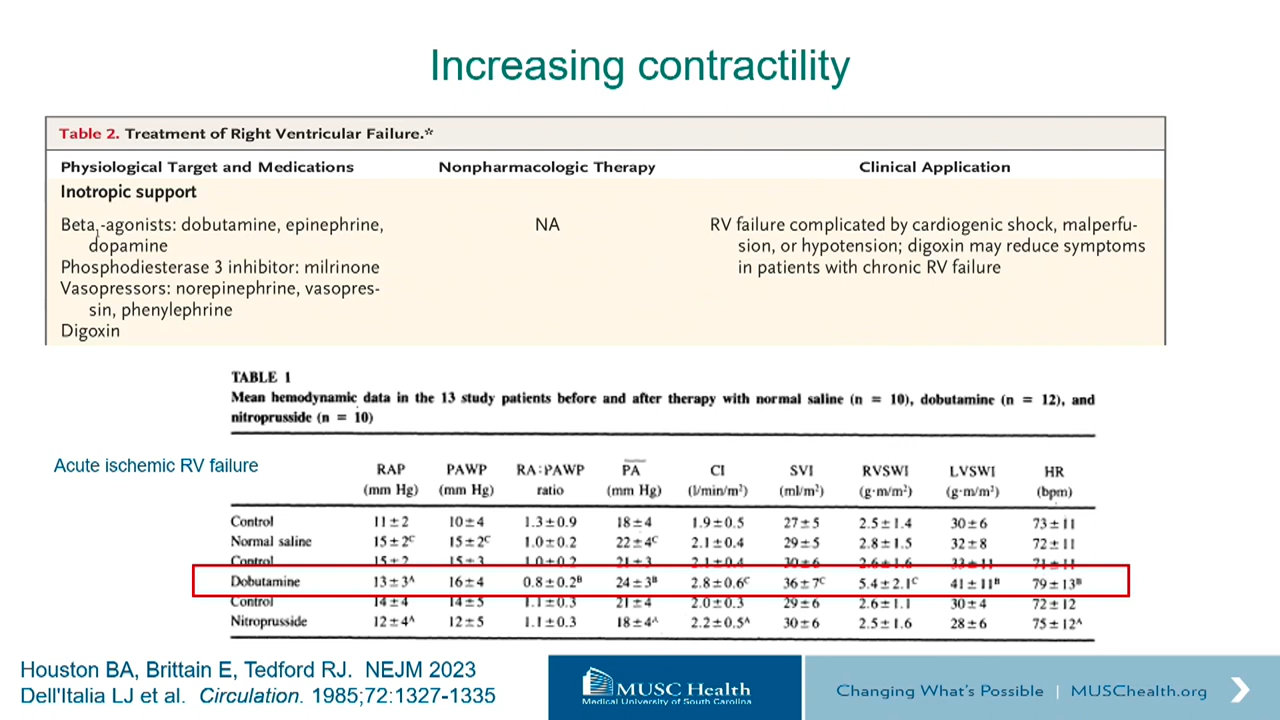 Increasing contractility
Table 2. Treatment of Right Ventricular Failure.*
Physiological Target and Medications Nonpharmacologic Therapy Clinical Application
Inotropic support
Beta₁-agonists: dobutamine, epinephrine, NA RV failure complicated by cardiogenic shock, malperfu-
dopamine sion, or hypotension; digoxin may reduce symptoms
Phosphodiesterase 3 inhibitor: milrinone in patients with chronic RV failure
Vasopressors: norepinephrine, vasopres-
sin, phenylephrine
Digoxin
TABLE 1
Mean hemodynamic data in the 13 study patients before and after therapy with normal saline (n = 10), dobutamine (n = 12), and
nitroprusside (n = 10)
Acute ischemic RV failure
RAP PAWP RA:PAWP PA CI SVI RVSWI LVSWI HR
(mm Hg) (mm Hg) ratio (mm Hg) (l/min/m²) (ml/m²) (g·m/m²) (g·m/m²) (bpm)
Control 11±2 10±4 1.3±0.9 18±4 1.9±0.5 27±5 2.5±1.4 30±6 73±11
Normal saline 15±2ᶜ 15±2ᶜ 1.0±0.2 22±4ᶜ 2.1±0.4 29±5 2.8±1.5 32±8 72±11
Control 15±2 15±3 1.0±0.2 21±3 2.1±0.4 30±6 2.6±1.6 33±11 71±11
Dobutamine 13±3ᴬ 16±4 0.8±0.2ᴮ 24±3ᴮ 2.8±0.6ᶜ 36±7ᶜ 5.4±2.1ᶜ 41±11ᴮ 79±13ᴮ
Control 14±4 14±5 1.1±0.3 21±4 2.0±0.3 29±6 2.6±1.1 30±4 72±12
Nitroprusside 12±4ᴬ 12±5 1.1±0.3 18±4ᴬ 2.2±0.5ᴬ 30±6 2.5±1.6 28±6 75±12ᴬ
Houston BA, Brittain E, Tedford RJ. NEJM 2023
Dell'Italia LJ et al. Circulation. 1985;72:1327-1335
MUSC Health
Medical University of South Carolina
Changing What's Possible | MUSChealth.org